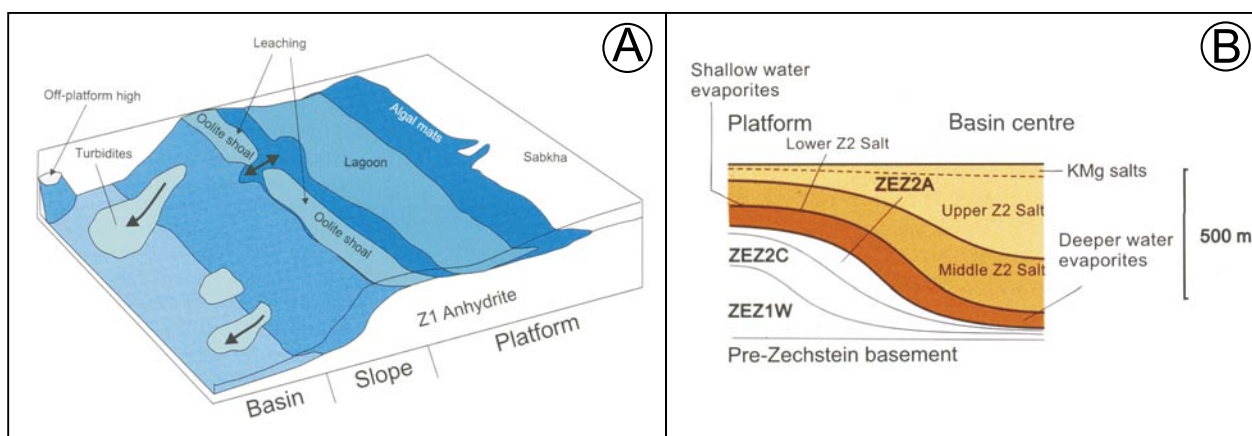 A
Leaching
Off-platform high
Turbidites
Oolite shoal
Algal mats
Lagoon
Sabkha
Oolite shoal
Z1 Anhydrite
Basin
Slope
Platform
B
Shallow water
evaporites
Platform
Basin centre
Lower Z2 Salt
KMg salts
ZEZ2A
Upper Z2 Salt
Deeper water
evaporites
500 m
ZEZ2C
Middle Z2 Salt
ZEZ1W
Pre-Zechstein basement